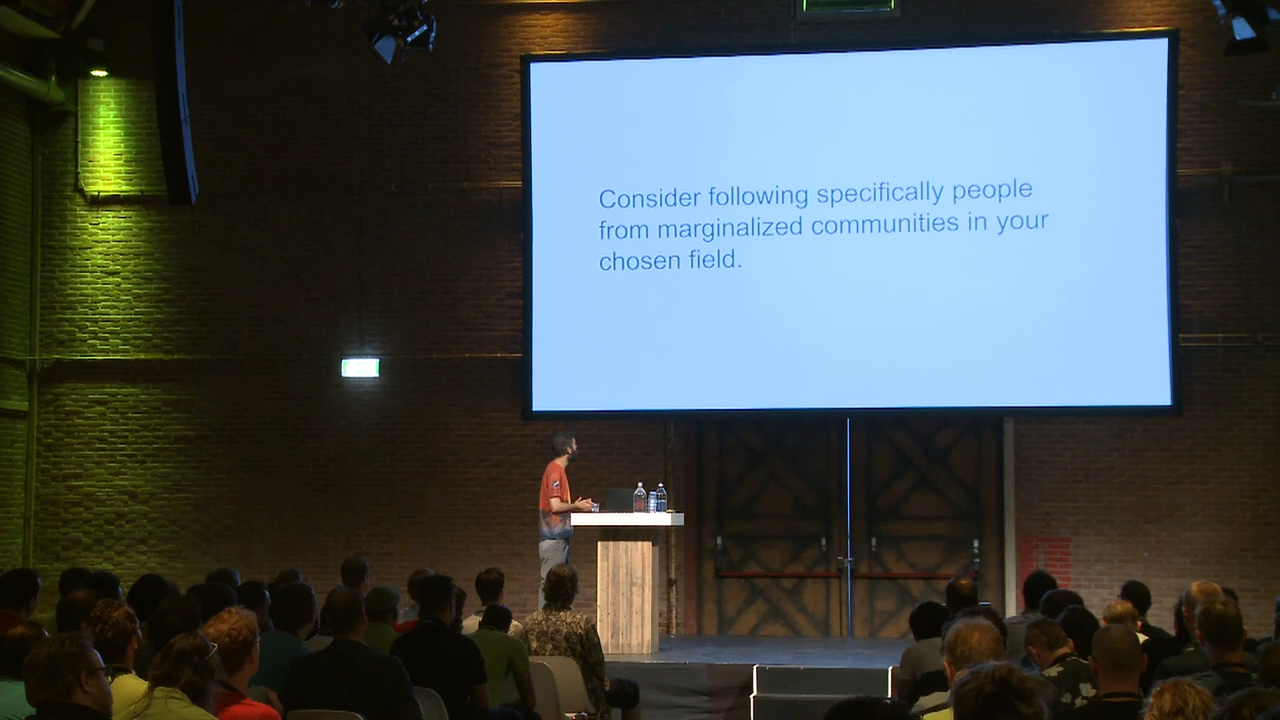 Consider following specifically people
from marginalized communities in your
chosen field.